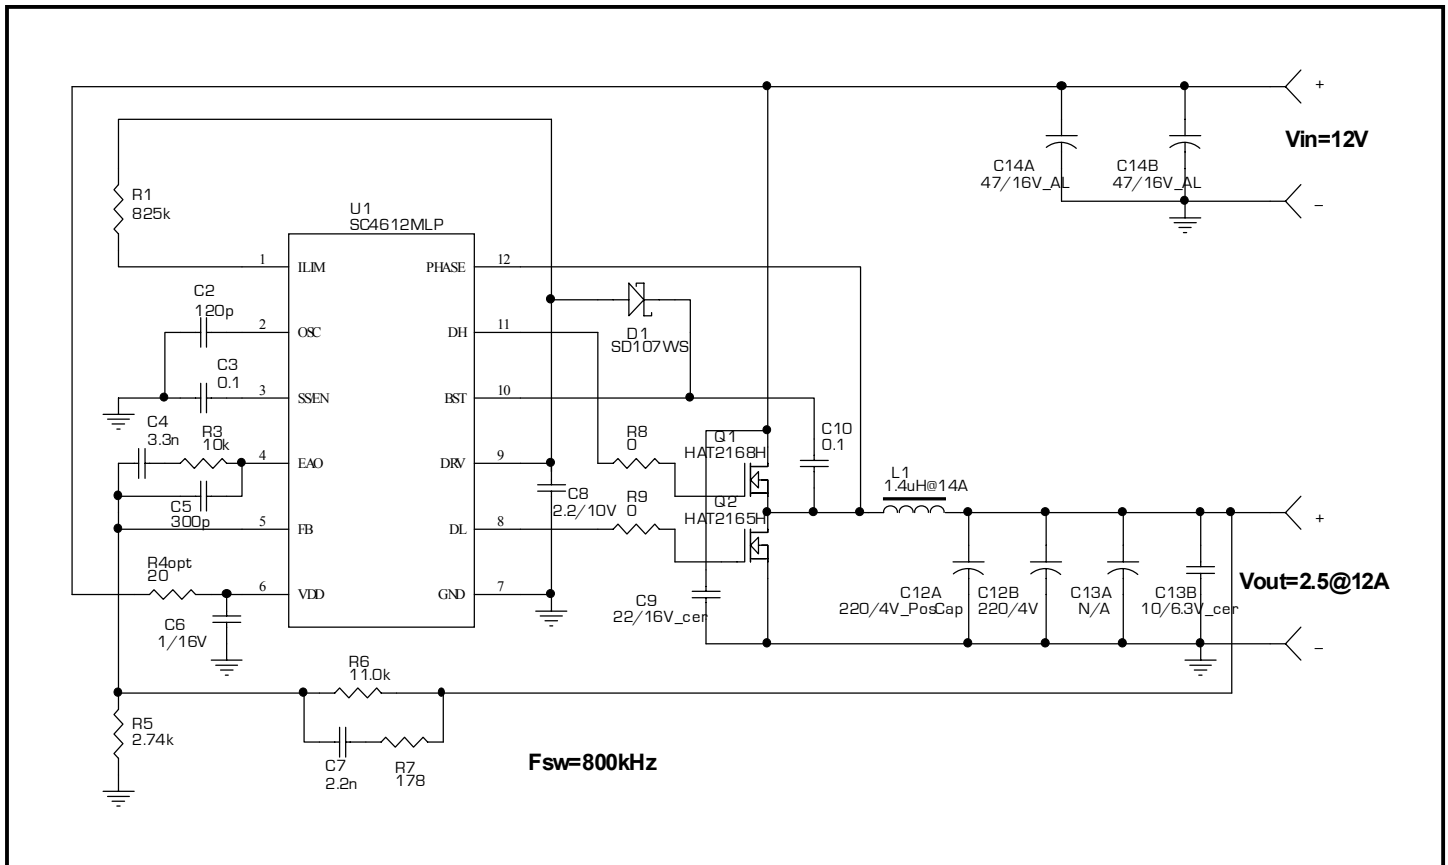 +
Vin=12V
C14A
47/16V_AL
C14B
47/16V_AL
_
R1
825k
U1
SC4612MLP
1
ILIM
PHASE
12
C2
120p
2
OSC
DH
11
D1
SD107WS
C3
0.1
3
SSEN
BST
10
C4
3.3n
R3
10k
4
EAO
DRV
9
R8
0
Q1
HAT2168H
C10
0.1
C5
300p
5
FB
DL
8
C8
2.2/10V
R9
0
Q2
HAT2165H
L1
1.4uH@14A
+
R4opt
20
6
VDD
GND
7
C6
1/16V
C9
22/16V_cer
C12A
220/4V_PosCap
C12B
220/4V
C13A
N/A
C13B
10/6.3V_cer
Vout=2.5@12A
_
R6
11.0k
R5
2.74k
C7
2.2n
R7
178
Fsw=800kHz